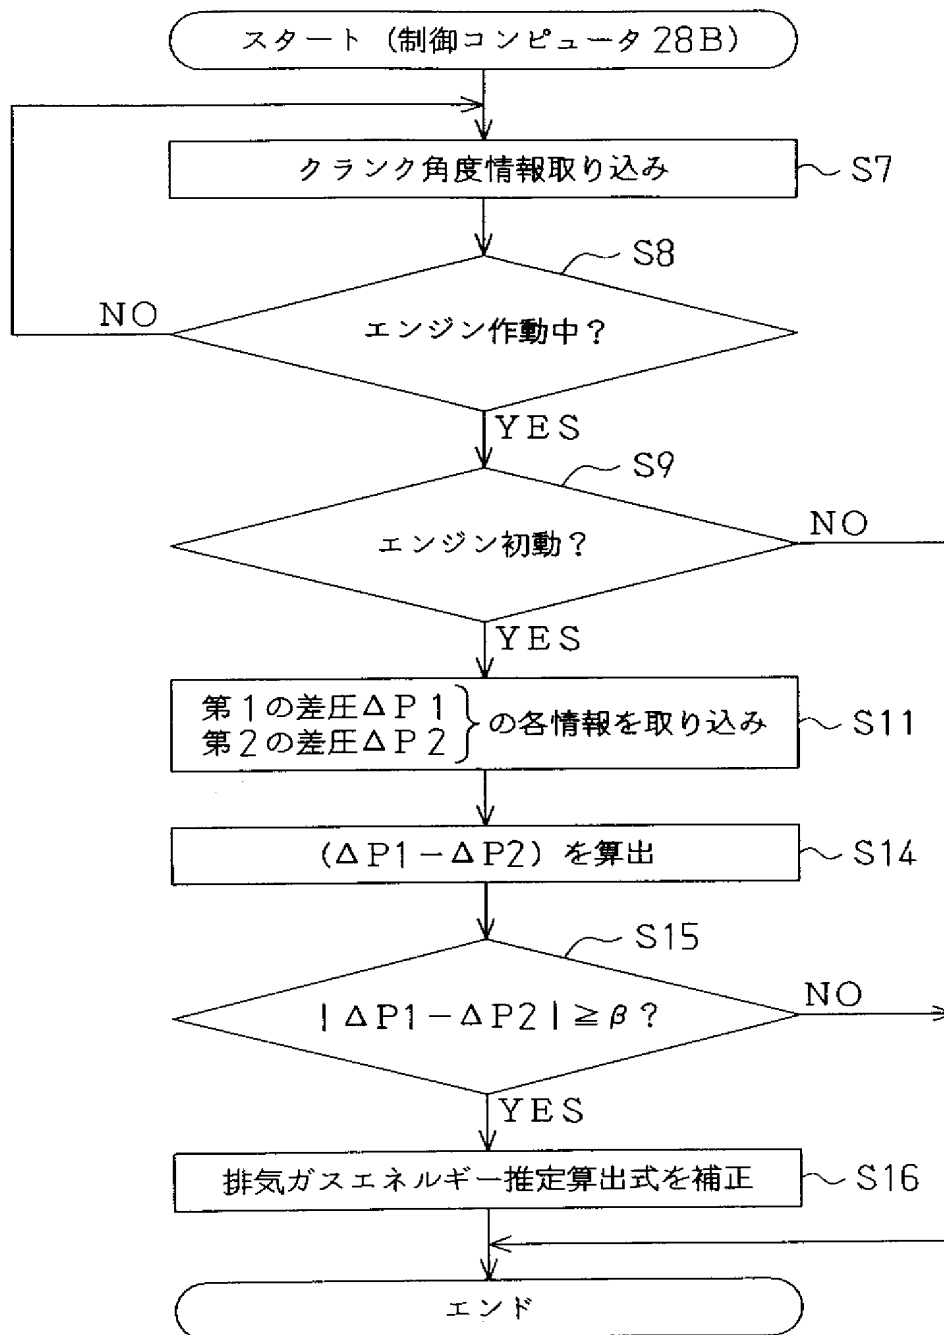 スタート (制御コンピュータ28B)
クランク角度情報取り込み
S7
S8
エンジン作動中?
NO
YES
S9
エンジン初動?
NO
YES
第1の差圧ΔP1
第2の差圧ΔP2
の各情報を取り込み
S11
(ΔP1-ΔP2) を算出
S14
S15
|ΔP1-ΔP2|≧β?
NO
YES
排気ガスエネルギー推定算出式を補正
S16
エンド